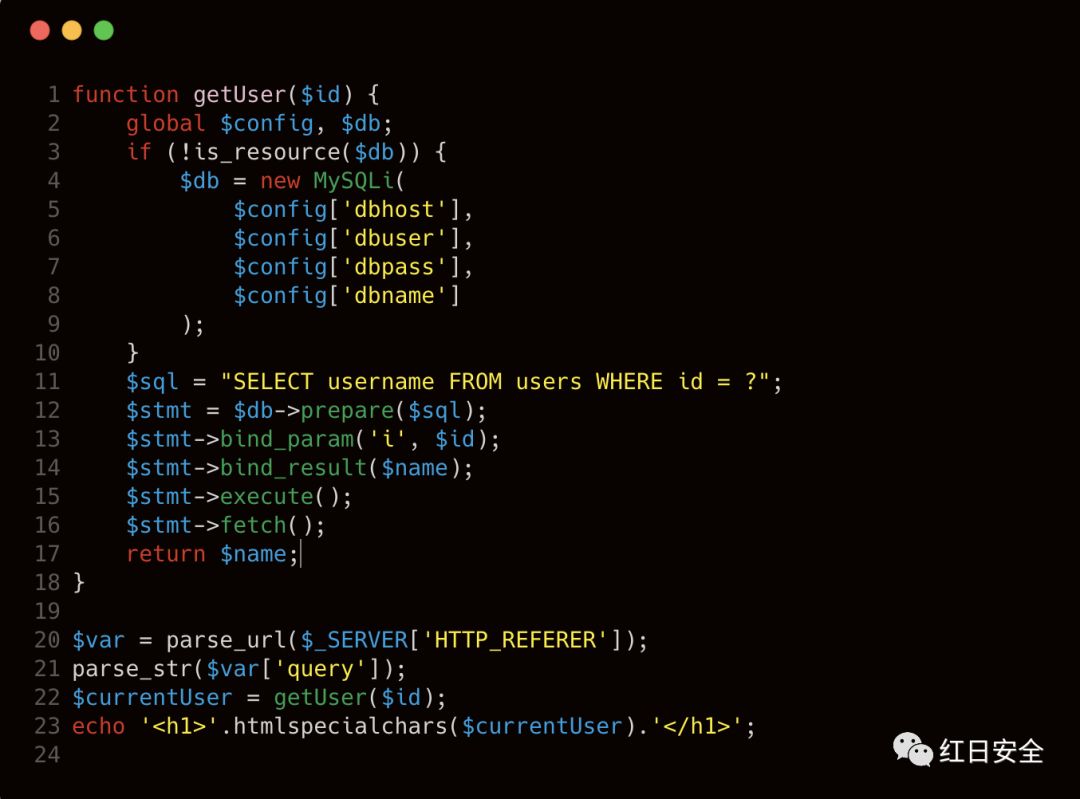 1 function getUser($id) {
2     global $config, $db;
3     if (!is_resource($db)) {
4         $db = new MySQLi(
5             $config['dbhost'],
6             $config['dbuser'],
7             $config['dbpass'],
8             $config['dbname']
9         );
10     }
11     $sql = "SELECT username FROM users WHERE id = ?";
12     $stmt = $db->prepare($sql);
13     $stmt->bind_param('i', $id);
14     $stmt->bind_result($name);
15     $stmt->execute();
16     $stmt->fetch();
17     return $name;
18 }
19
20 $var = parse_url($_SERVER['HTTP_REFERER']);
21 parse_str($var['query']);
22 $currentUser = getUser($id);
23 echo '<h1>'.htmlspecialchars($currentUser).'</h1>';
24
红日安全